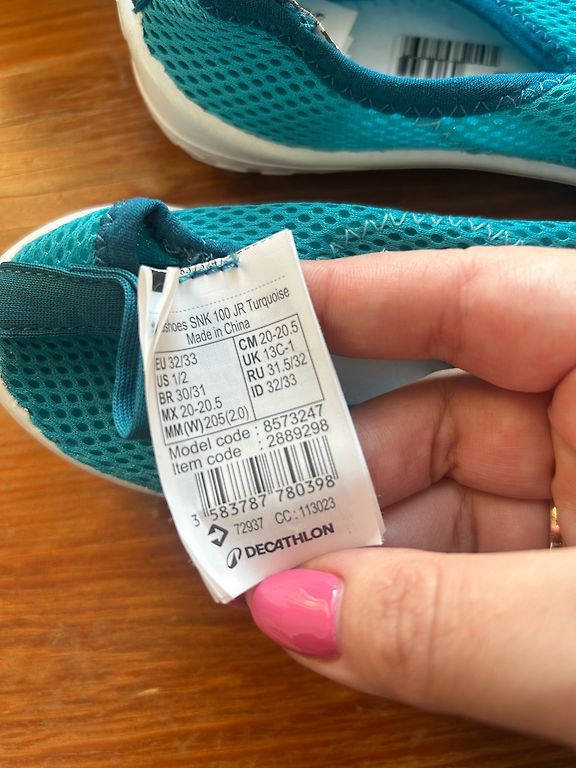 shoes SNK 100 JR Turquoise
Made in China
EU 32/33
US 1/2
BR 30/31
MX 20-20.5
MM(W) 205(2.0)
CM 20-20.5
UK 13C-1
RU 31.5/32
ID 32/33
Model code : 8573247
Item code : 2889298
3 583787 780398
72937 CC : 113023
DECATHLON